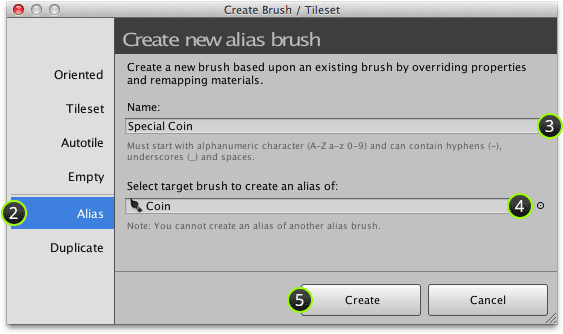 Create Brush / Tileset
Create new alias brush
Oriented
Tileset
Autotile
Empty
2 Alias
Duplicate
Create a new brush based upon an existing brush by overriding properties
and remapping materials.
Name:
Special Coin 3
Must start with alphanumeric character (A-Z a-z 0-9) and can contain hyphens (-),
underscores (_) and spaces.
Select target brush to create an alias of:
Coin 4
Note: You cannot create an alias of another alias brush.
5 Create Cancel